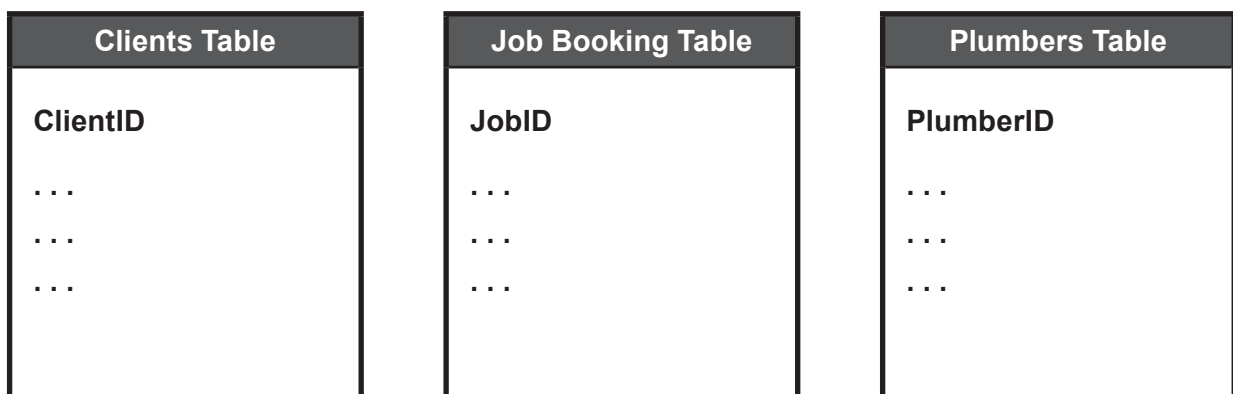 Clients Table
ClientID
. . .
. . .
. . .
Job Booking Table
JobID
. . .
. . .
. . .
Plumbers Table
PlumberID
. . .
. . .
. . .